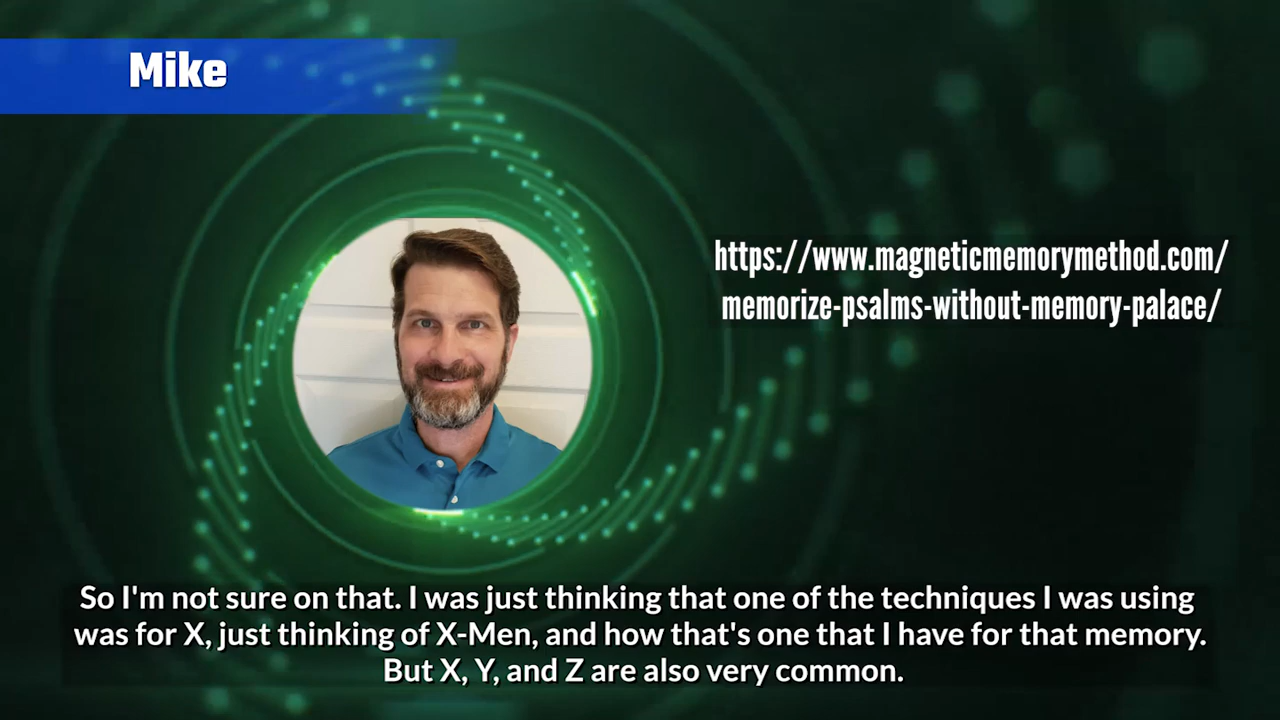 Mike
https://www.magneticmemorymethod.com/
memorize-psalms-without-memory-palace/
So I'm not sure on that. I was just thinking that one of the techniques I was using
was for X, just thinking of X-Men, and how that's one that I have for that memory.
But X, Y, and Z are also very common.